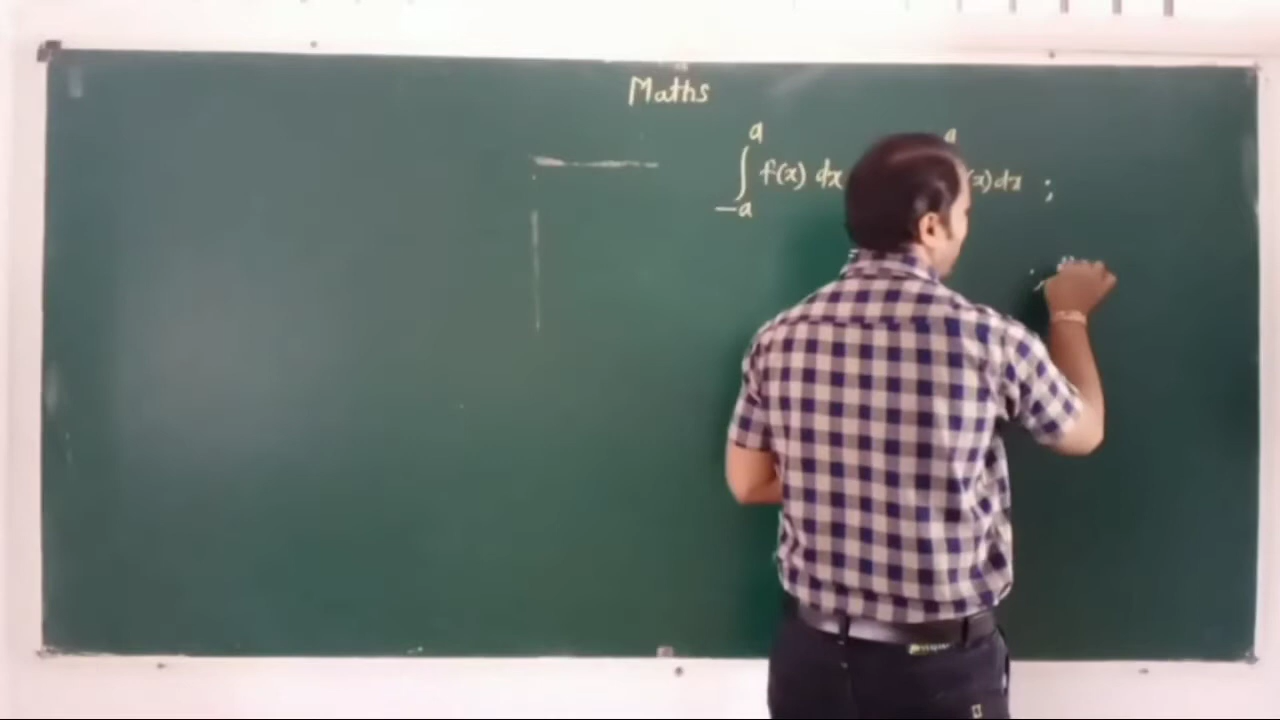 Maths
∫_{-a}^{a} f(x) dx a (x)dx ;